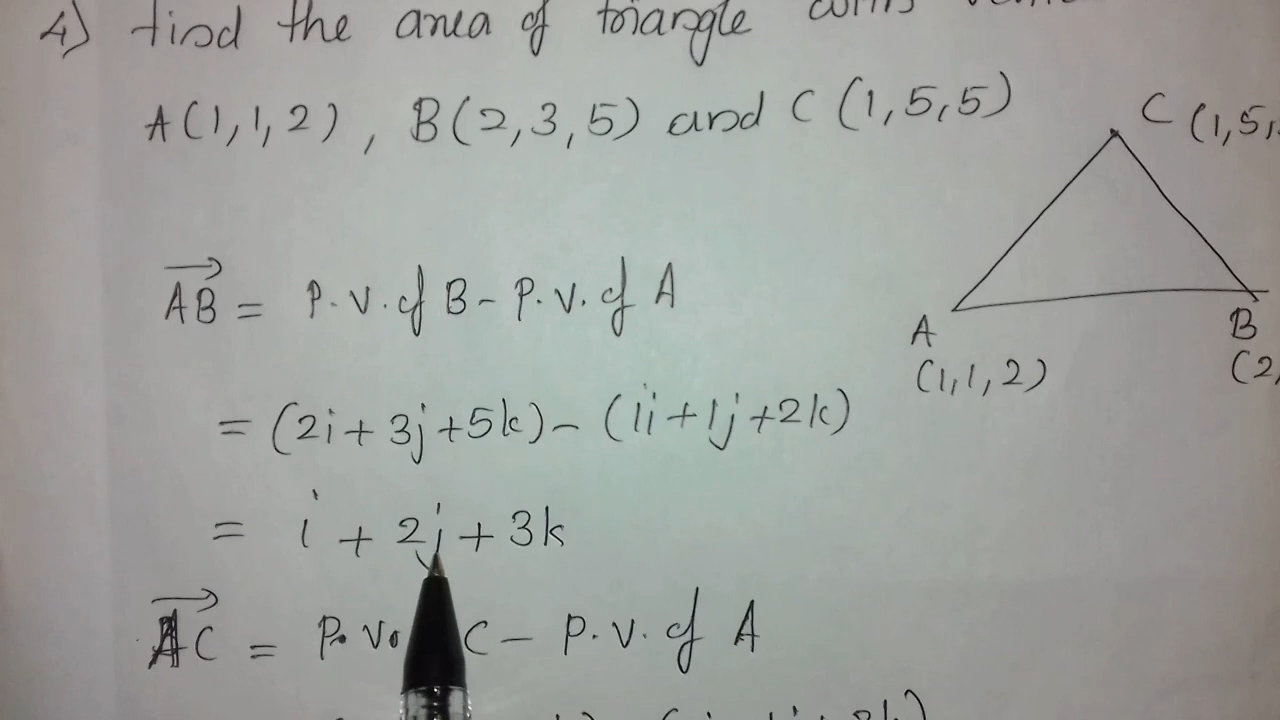 4) find the area of triangle
A(1,1,2), B(2,3,5) and C(1,5,5)
C (1,5,
AB = P.V. of B - P.V. of A
A
(1,1,2)
B
(2,
= (2i + 3j + 5k) - (1i + 1j + 2k)
= i + 2j + 3k
AC = P.V. C - P.V. of A